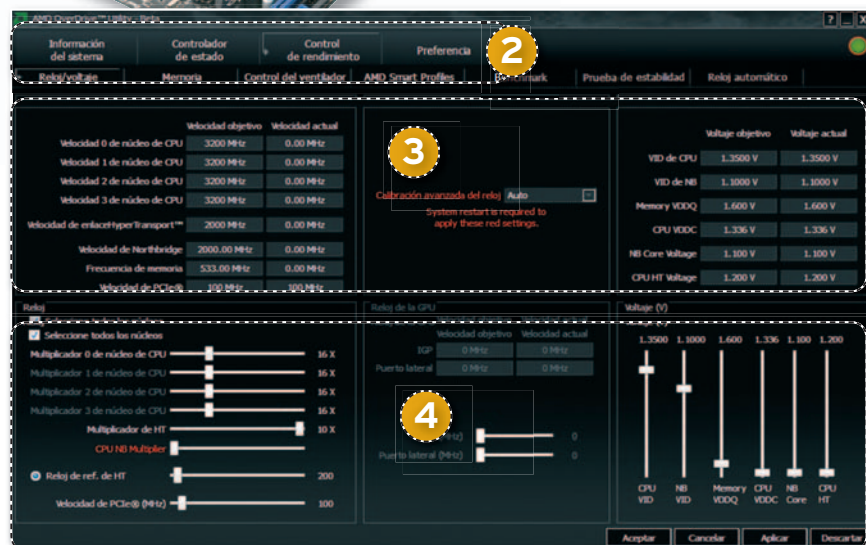 AMD OverDrive™ Utility - Beta
Información del sistema
Controlador de estado
Control de rendimiento
Preferencia
2
Reloj/voltaje
Memoria
Control del ventilador
AMD Smart Profiles
Benchmark
Prueba de estabilidad
Reloj automático
Velocidad objetivo Velocidad actual
Velocidad 0 de núcleo de CPU 3200 MHz 0.00 MHz
Velocidad 1 de núcleo de CPU 3200 MHz 0.00 MHz
Velocidad 2 de núcleo de CPU 3200 MHz 0.00 MHz
Velocidad 3 de núcleo de CPU 3200 MHz 0.00 MHz
Velocidad de enlaceHyperTransport™ 2000 MHz 0.00 MHz
Velocidad de Northbridge 2000.00 MHz 0.00 MHz
Frecuencia de memoria 533.00 MHz 0.00 MHz
Velocidad de PCIe® 100 MHz 100 MHz
3
Calibración avanzada del reloj Auto
System restart is required to
apply these red settings.
Voltaje objetivo Voltaje actual
VID de CPU 1.3500 V 1.3500 V
VID de NB 1.1000 V 1.1000 V
Memory VDDQ 1.600 V 1.600 V
CPU VDDC 1.336 V 1.336 V
NB Core Voltage 1.100 V 1.100 V
CPU HT Voltage 1.200 V 1.200 V
Reloj
Seleccione todos los núcleos
Multiplicador 0 de núcleo de CPU 16 X
Multiplicador 1 de núcleo de CPU 16 X
Multiplicador 2 de núcleo de CPU 16 X
Multiplicador 3 de núcleo de CPU 16 X
Multiplicador de HT 10 X
CPU NB Multiplier
Reloj de ref. de HT 200
Velocidad de PCIe® (MHz) 100
Reloj de la GPU
Velocidad objetivo Velocidad actual
IGP 0 MHz 0 MHz
Puerto lateral 0 MHz 0 MHz
4
(MHz) 0
Puerto lateral (MHz) 0
Voltaje (V)
1.3500 1.1000 1.600 1.336 1.100 1.200
CPU VID
NB VID
Memory VDDQ
CPU VDDC
NB Core
CPU HT
Aceptar
Cancelar
Aplicar
Descartar